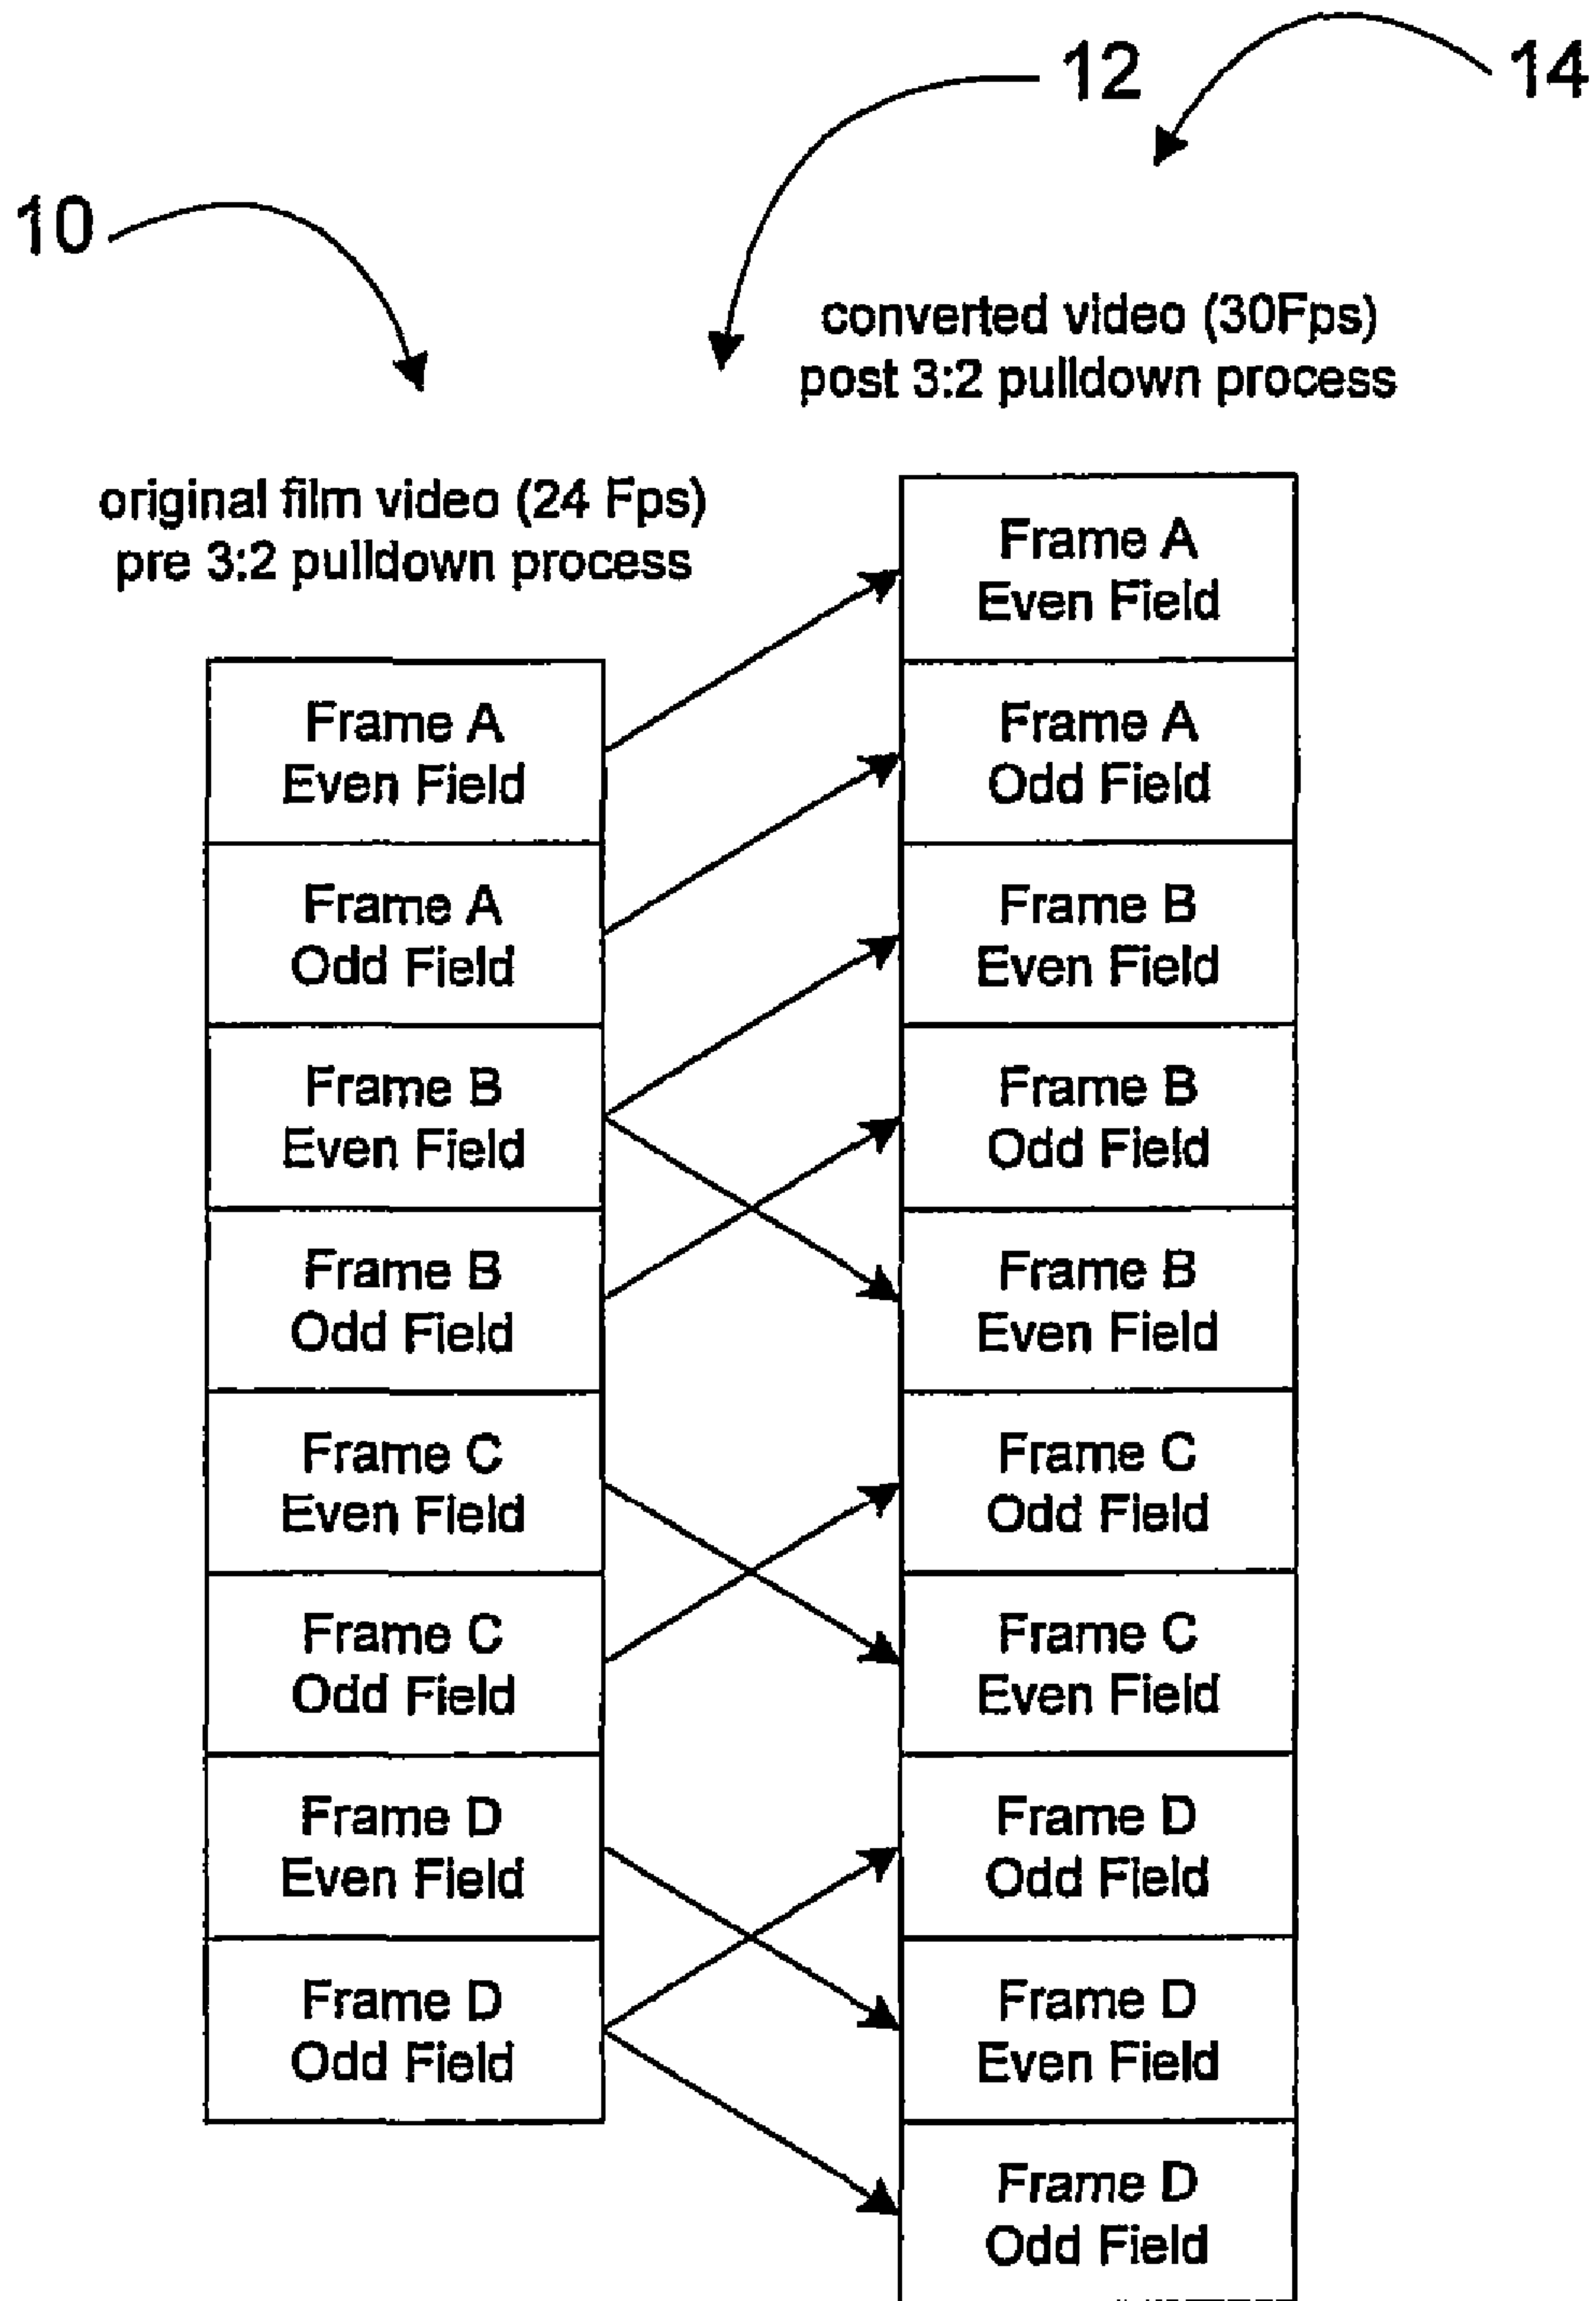 12
14
10
converted video (30Fps)
post 3:2 pulldown process
original film video (24 Fps)
pre 3:2 pulldown process
Frame A
Even Field
Frame A
Odd Field
Frame B
Even Field
Frame B
Odd Field
Frame C
Even Field
Frame C
Odd Field
Frame D
Even Field
Frame D
Odd Field
Frame A
Even Field
Frame A
Odd Field
Frame B
Even Field
Frame B
Odd Field
Frame B
Even Field
Frame C
Odd Field
Frame C
Even Field
Frame D
Odd Field
Frame D
Even Field
Frame D
Odd Field